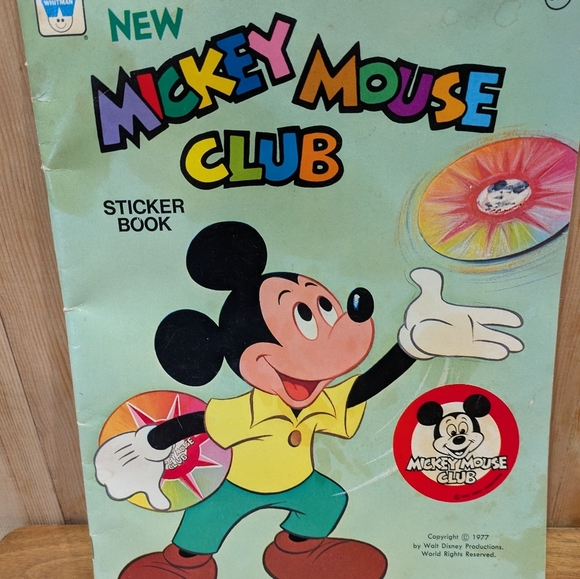 WHITMAN
®
NEW
MICKEY MOUSE
CLUB
STICKER
BOOK
MICKEY MOUSE
CLUB
Copyright © 1977
by Walt Disney Productions.
World Rights Reserved.